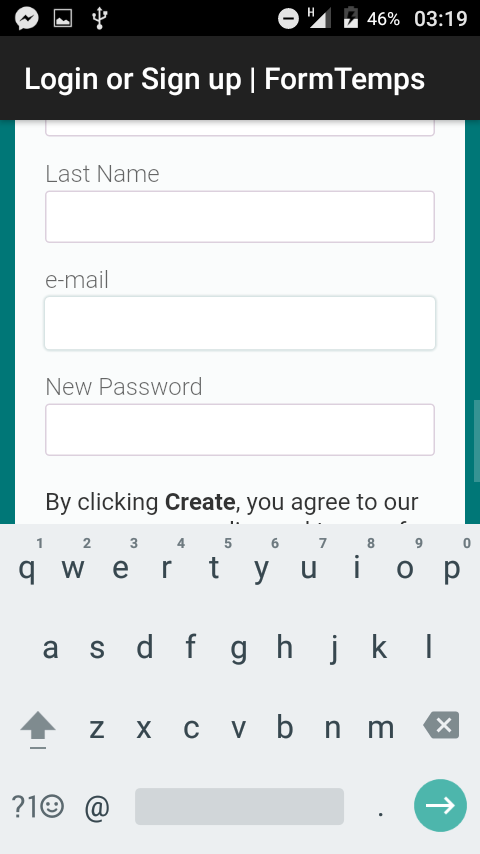 H 46% 03:19
Login or Sign up | FormTemps
Last Name
e-mail
New Password
By clicking Create, you agree to our
1 2 3 4 5 6 7 8 9 0
q w e r t y u i o p
a s d f g h j k l
z x c v b n m
?1☺ @ .